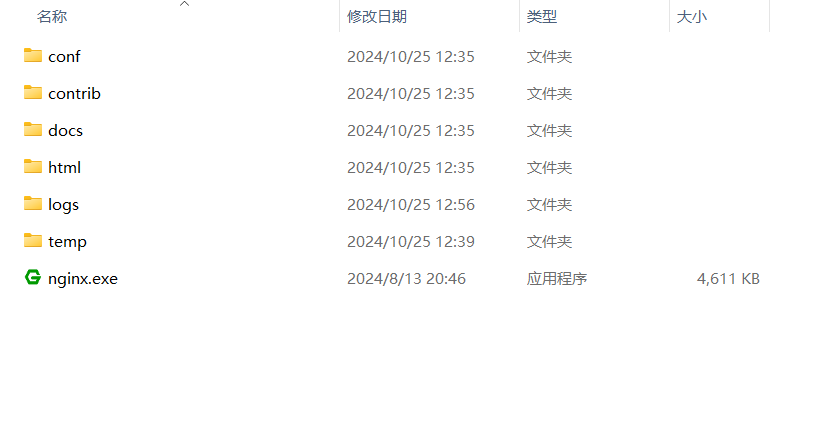 名称 修改日期 类型 大小
conf 2024/10/25 12:35 文件夹
contrib 2024/10/25 12:35 文件夹
docs 2024/10/25 12:35 文件夹
html 2024/10/25 12:35 文件夹
logs 2024/10/25 12:56 文件夹
temp 2024/10/25 12:39 文件夹
nginx.exe 2024/8/13 20:46 应用程序 4,611 KB